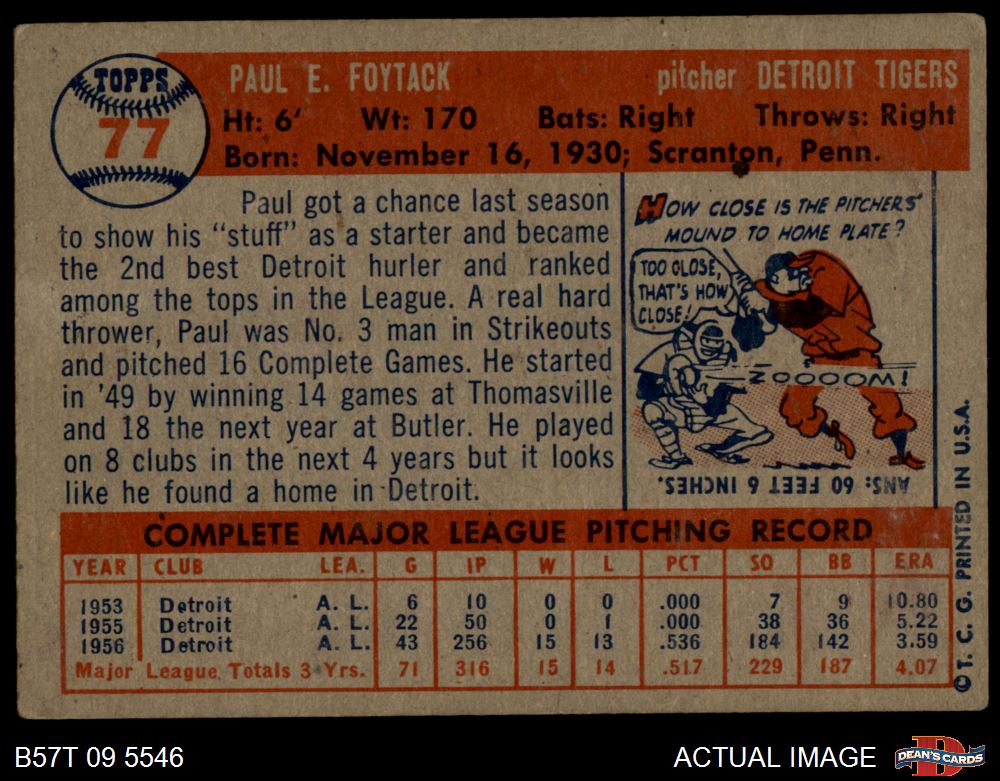 TOPPS
77
PAUL E. FOYTACK pitcher DETROIT TIGERS
Ht: 6' Wt: 170 Bats: Right Throws: Right
Born: November 16, 1930; Scranton, Penn.
Paul got a chance last season
to show his "stuff" as a starter and became
the 2nd best Detroit hurler and ranked
among the tops in the League. A real hard
thrower, Paul was No. 3 man in Strikeouts
and pitched 16 Complete Games. He started
in '49 by winning 14 games at Thomasville
and 18 the next year at Butler. He played
on 8 clubs in the next 4 years but it looks
like he found a home in Detroit.
HOW CLOSE IS THE PITCHERS'
MOUND TO HOME PLATE?
TOO CLOSE,
THAT'S HOW
CLOSE!
ZOOOOM!
ANS: 60 FEET 6 INCHES.
COMPLETE MAJOR LEAGUE PITCHING RECORD
YEAR CLUB LEA. G IP W L PCT SO BB ERA
1953 Detroit A. L. 6 10 0 0 .000 7 9 10.80
1955 Detroit A. L. 22 50 0 1 .000 38 36 5.22
1956 Detroit A. L. 43 256 15 13 .536 184 142 3.59
Major League Totals 3 Yrs. 71 316 15 14 .517 229 187 4.07
© T. C. G. PRINTED IN U.S.A.
B57T 09 5546 ACTUAL IMAGE
D
DEAN'S CARDS